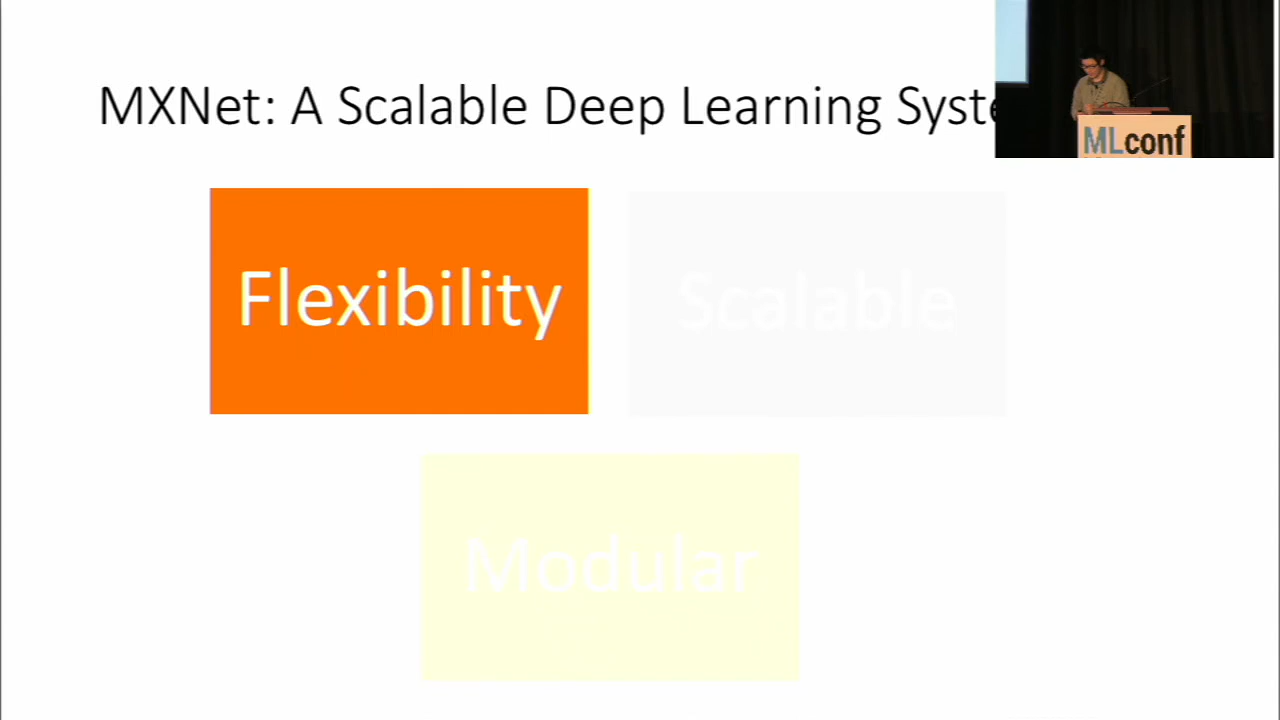 MXNet: A Scalable Deep Learning Syste
MLconf
Flexibility
Scalable
Modular